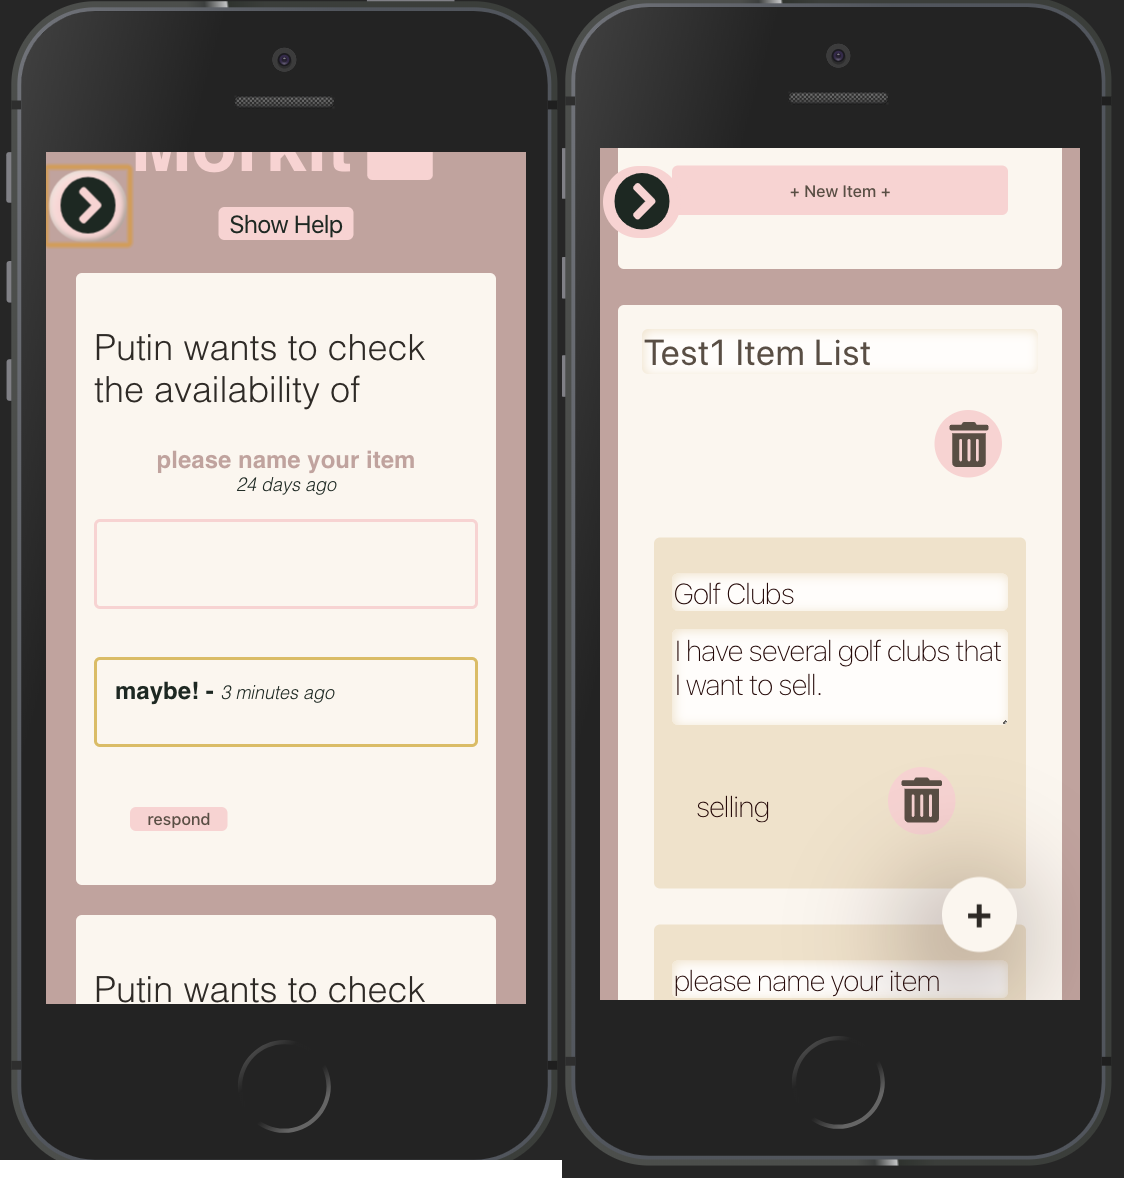 Show Help
Putin wants to check
the availability of
please name your item
24 days ago
maybe! - 3 minutes ago
respond
Putin wants to check
+ New Item +
Test1 Item List
Golf Clubs
I have several golf clubs that
I want to sell.
selling
+
please name your item